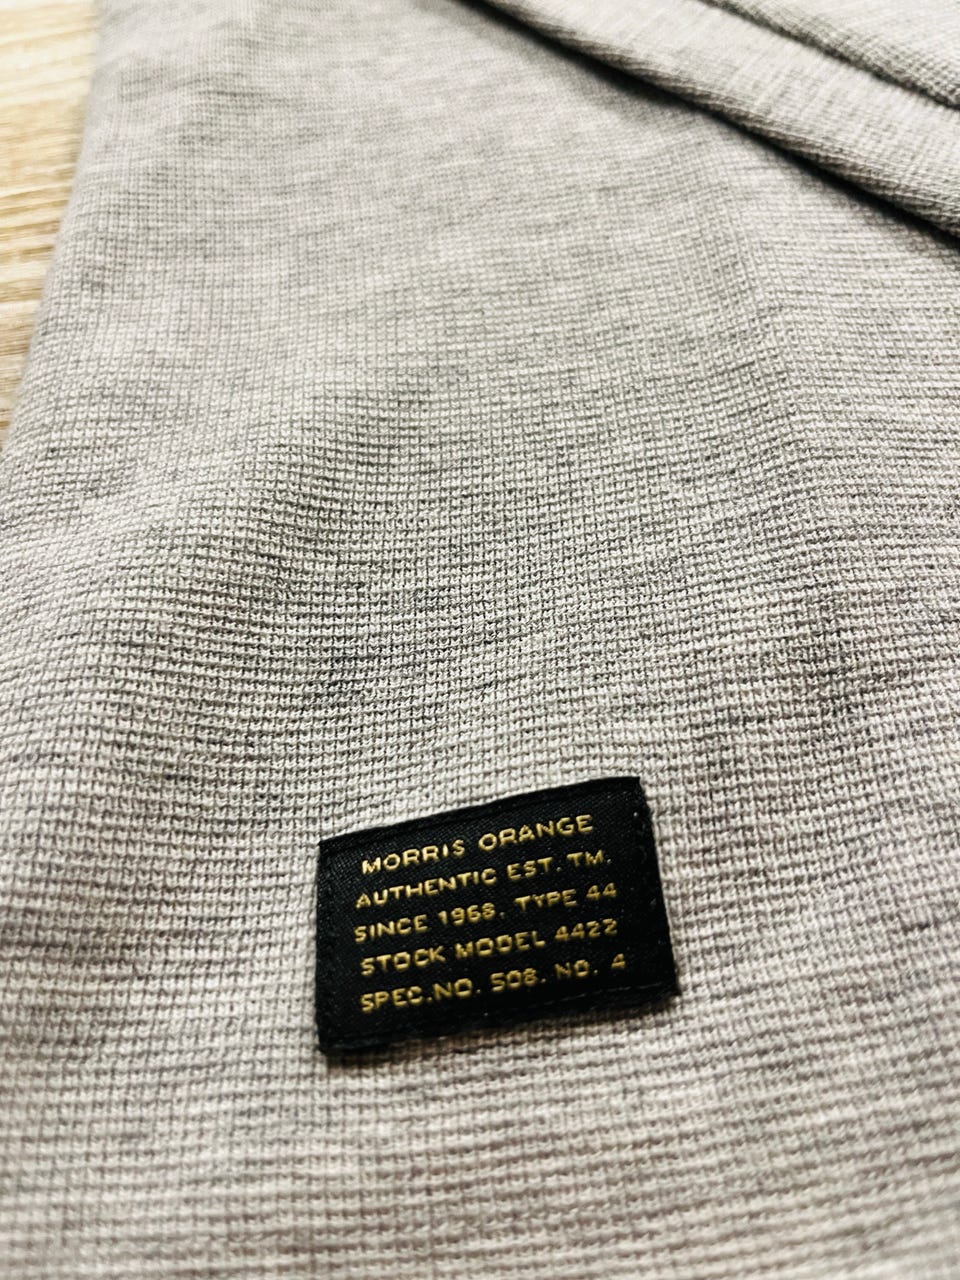 MORRIS ORANGE
AUTHENTIC EST. TM.
SINCE 1968. TYPE 44
STOCK MODEL 4422
SPEC.NO. 508. NO. 4